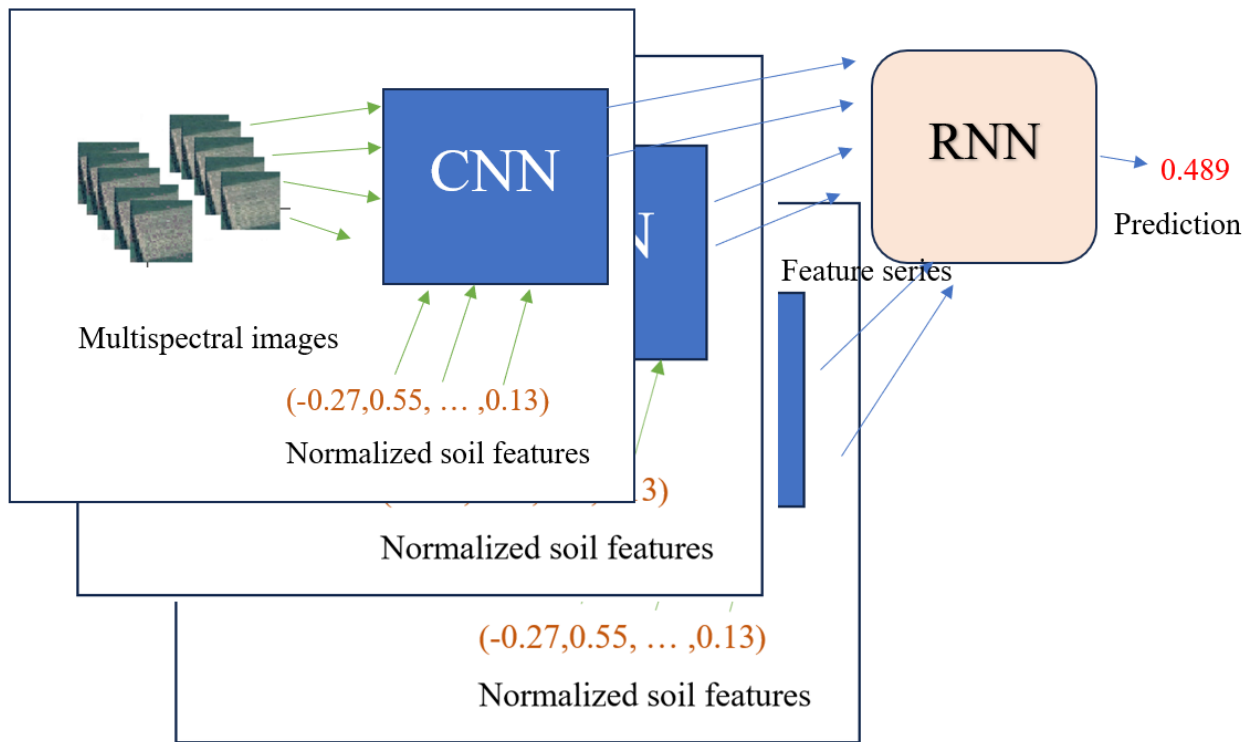 CNN
RNN
0.489
Prediction
N
Feature series
Multispectral images
(-0.27,0.55, … ,0.13)
Normalized soil features
13)
Normalized soil features
(-0.27,0.55, … ,0.13)
Normalized soil features